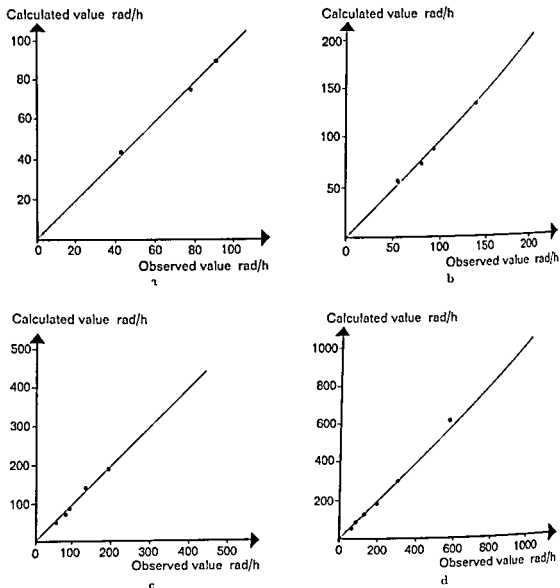 Calculated value rad/h
100
80
60
40
20
0 20 40 60 80 100
Observed value rad/h
a
Calculated value rad/h
200
150
100
50
0 50 100 150 200
Observed value rad/h
b
Calculated value rad/h
500
400
300
200
100
0 100 200 300 400 500
Observed value rad/h
c
Calculated value rad/h
1000
800
600
400
200
0 200 400 600 800 1000
Observed value rad/h
d